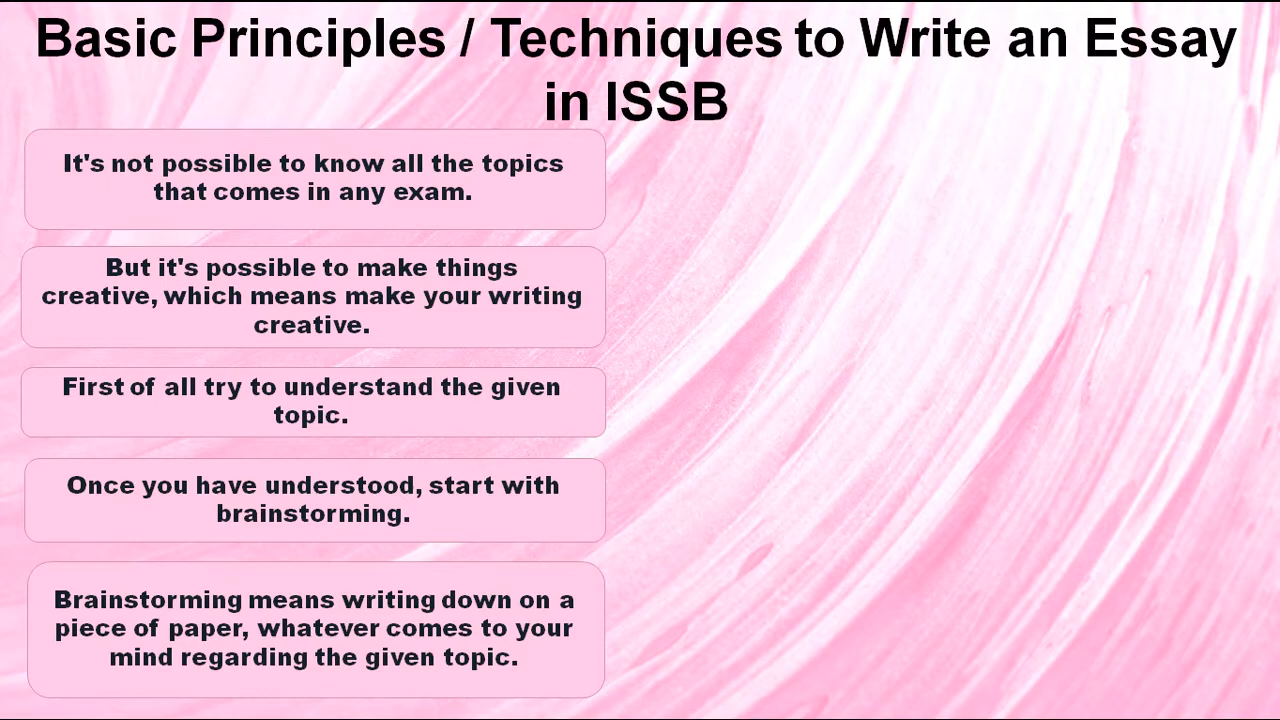 Basic Principles / Techniques to Write an Essay
in ISSB
It's not possible to know all the topics
that comes in any exam.
But it's possible to make things
creative, which means make your writing
creative.
First of all try to understand the given
topic.
Once you have understood, start with
brainstorming.
Brainstorming means writing down on a
piece of paper, whatever comes to your
mind regarding the given topic.